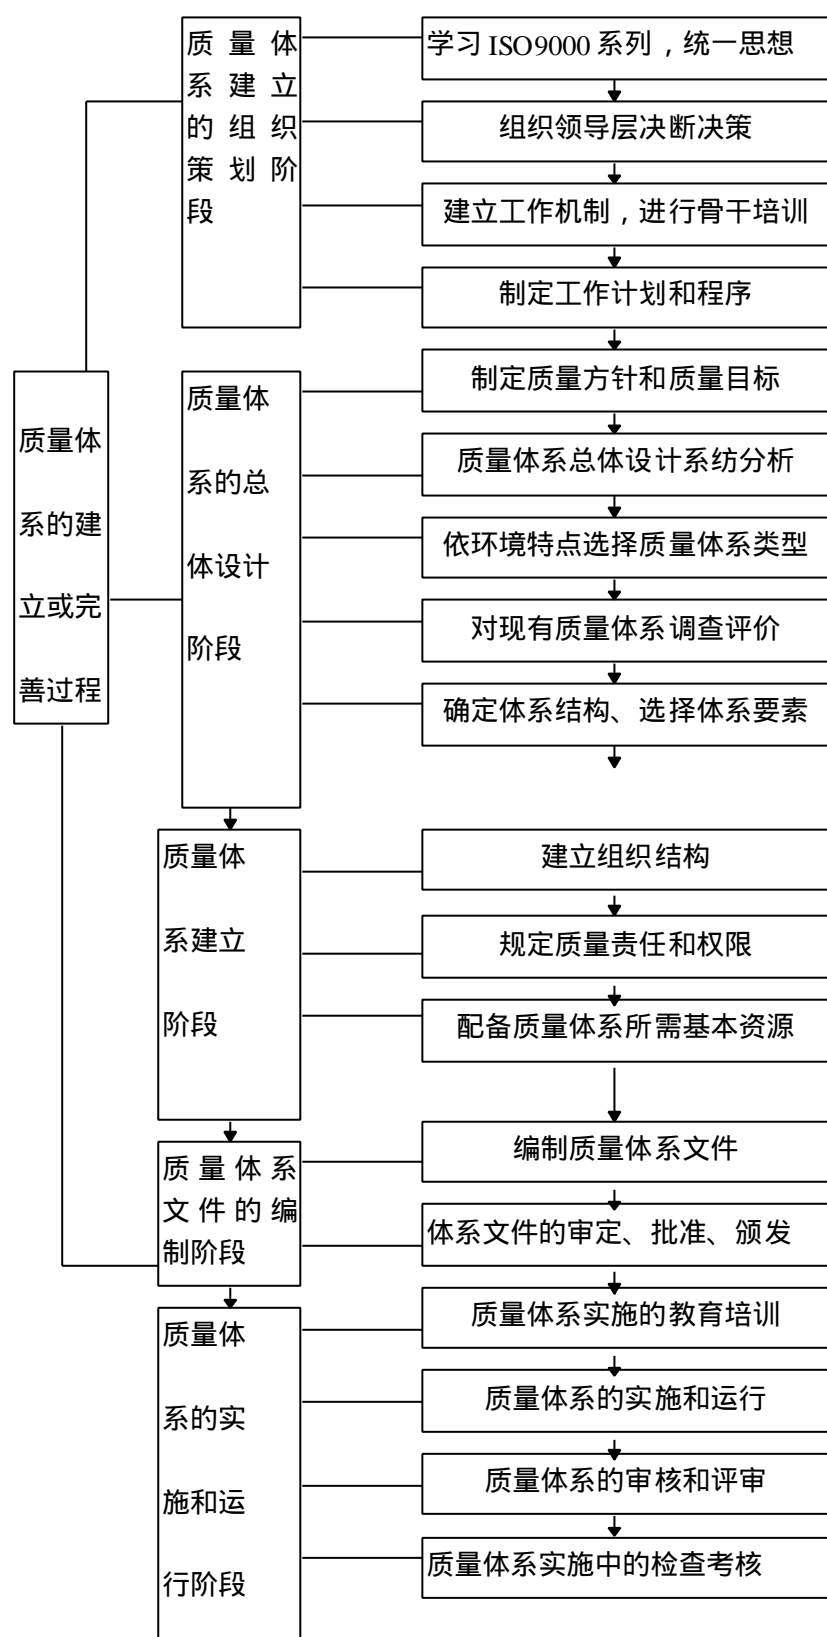 质量体
系建立
的组织
策划阶
段
学习ISO9000系列，统一思想
组织领导层决断决策
建立工作机制，进行骨干培训
制定工作计划和程序
质量体
系的建
立或完
善过程
质量体
系的总
体设计
阶段
制定质量方针和质量目标
质量体系总体设计系纺分析
依环境特点选择质量体系类型
对现有质量体系调查评价
确定体系结构、选择体系要素
质量体
系建立
阶段
建立组织结构
规定质量责任和权限
配备质量体系所需基本资源
质量体系
文件的编
制阶段
编制质量体系文件
体系文件的审定、批准、颁发
质量体
系的实
施和运
行阶段
质量体系实施的教育培训
质量体系的实施和运行
质量体系的审核和评审
质量体系实施中的检查考核